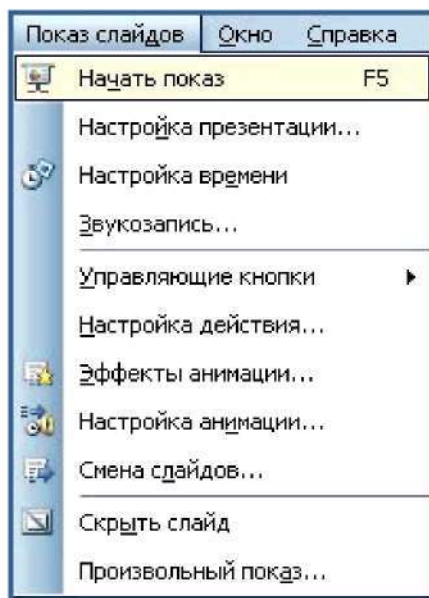 Показ слайдов Окно Справка
Начать показ F5
Настройка презентации...
Настройка времени
Звукозапись...
Управляющие кнопки
Настройка действия...
Эффекты анимации...
Настройка анимации...
Смена слайдов...
Скрыть слайд
Произвольный показ...